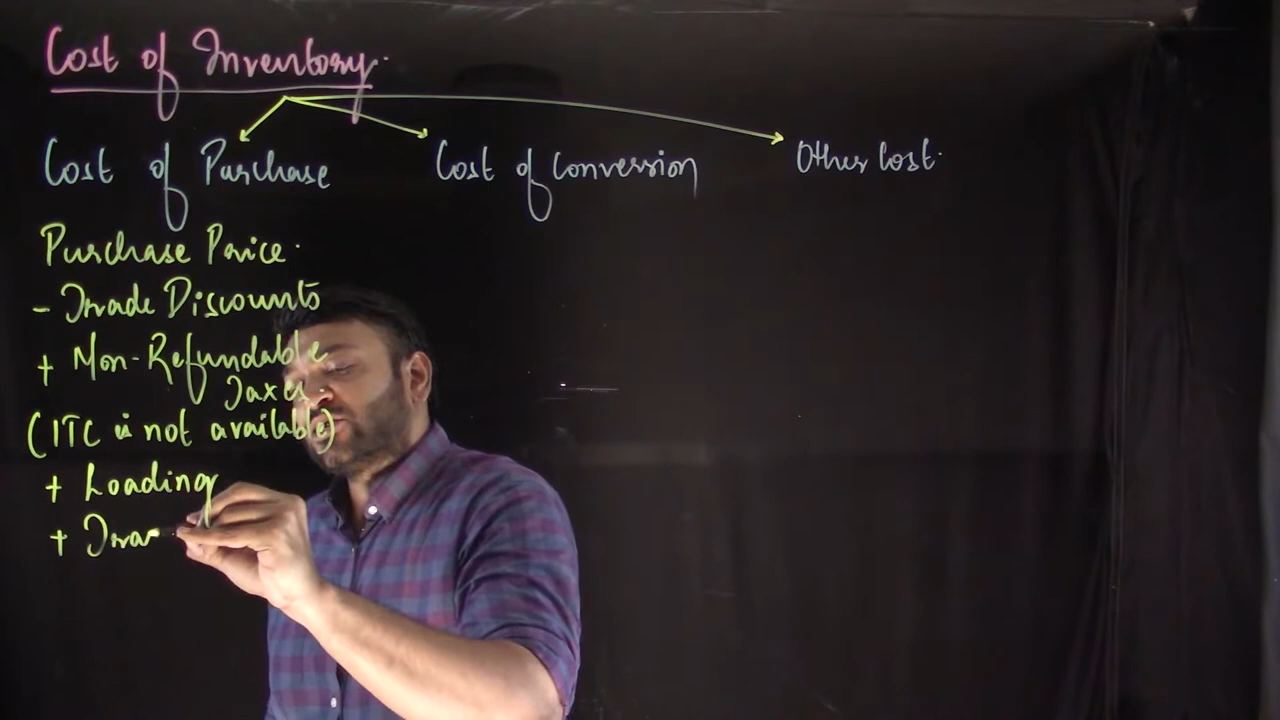 Cost of Inventory.
Cost of Purchase
Cost of Conversion
Other Cost.
Purchase Price.
- Trade Discounts
+ Non-Refundable
Taxes
(ITC is not available)
+ Loading
+ Tran